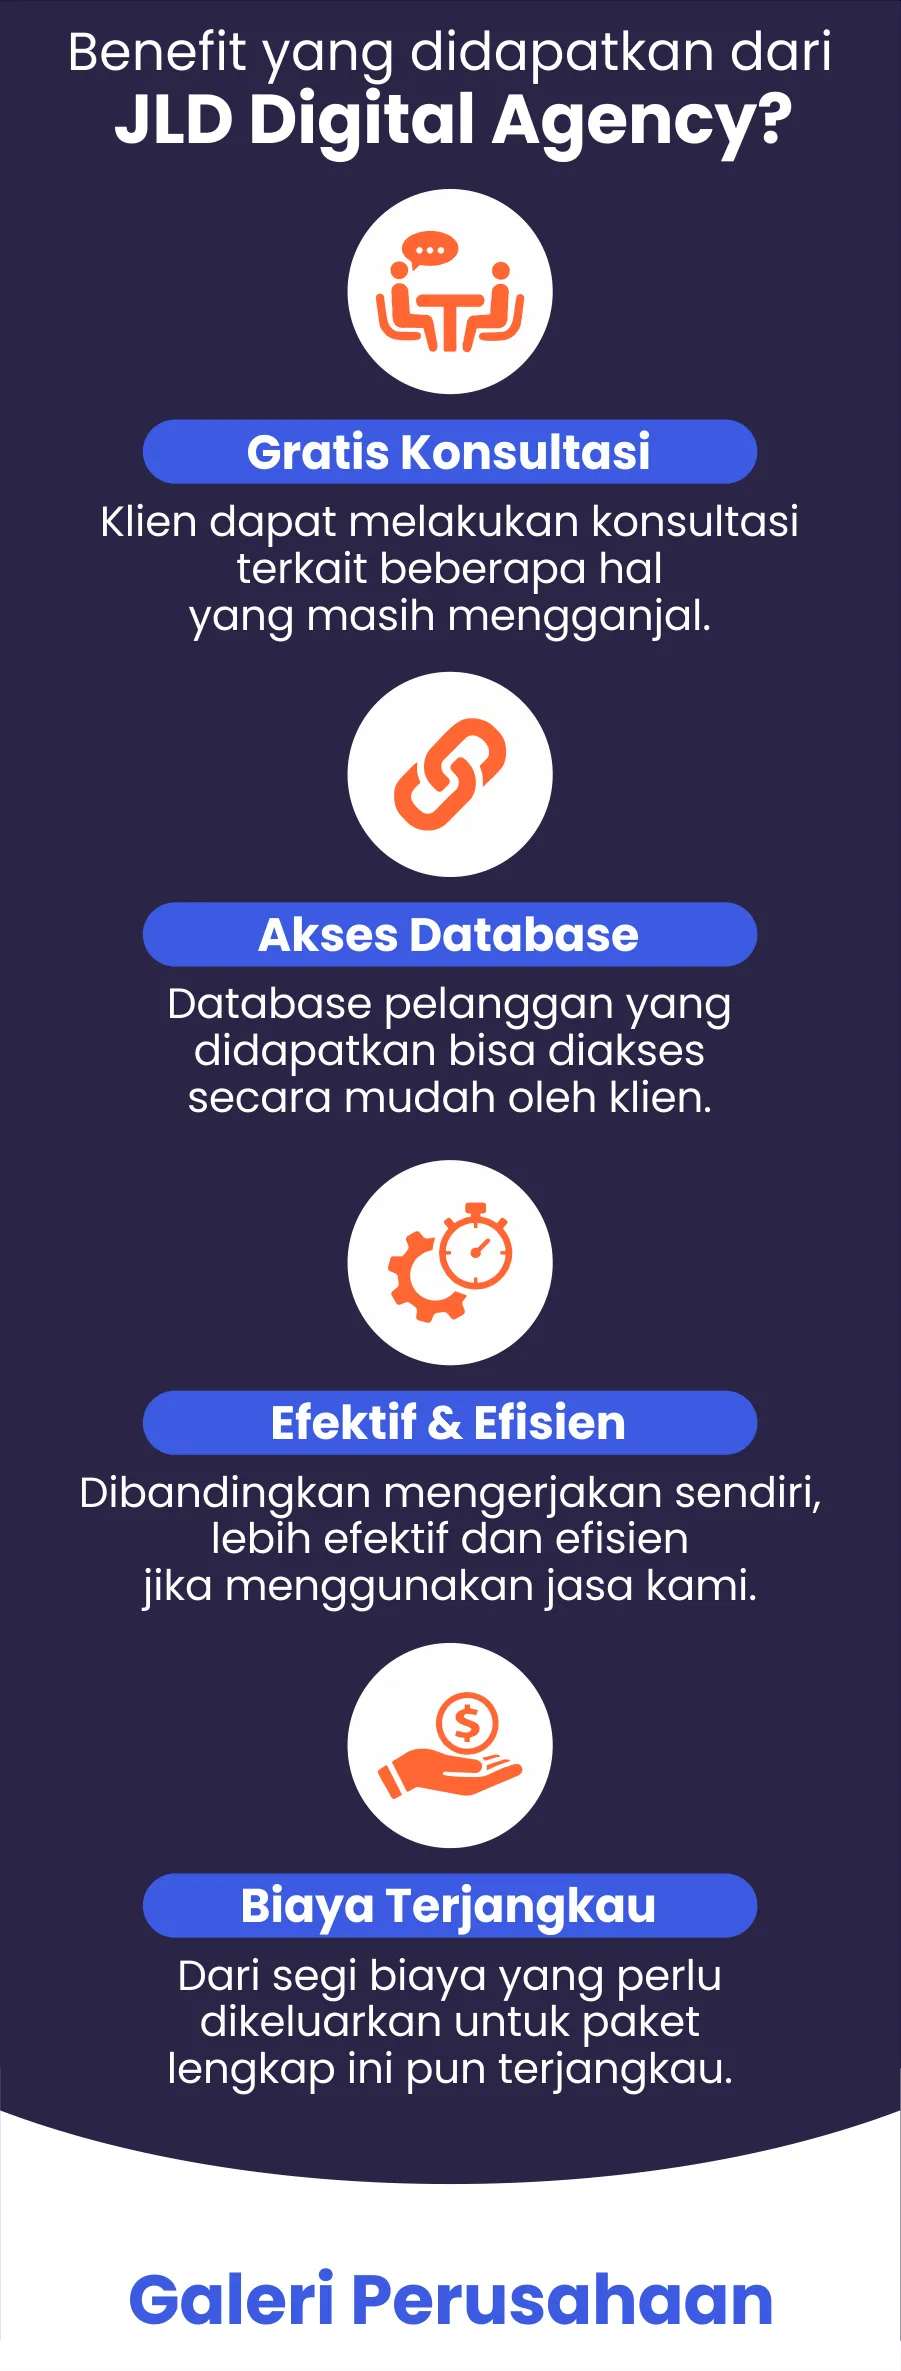 Benefit yang didapatkan dari
JLD Digital Agency?
Gratis Konsultasi
Klien dapat melakukan konsultasi
terkait beberapa hal
yang masih mengganjal.
Akses Database
Database pelanggan yang
didapatkan bisa diakses
secara mudah oleh klien.
Efektif & Efisien
Dibandingkan mengerjakan sendiri,
lebih efektif dan efisien
jika menggunakan jasa kami.
$
Biaya Terjangkau
Dari segi biaya yang perlu
dikeluarkan untuk paket
lengkap ini pun terjangkau.
Galeri Perusahaan